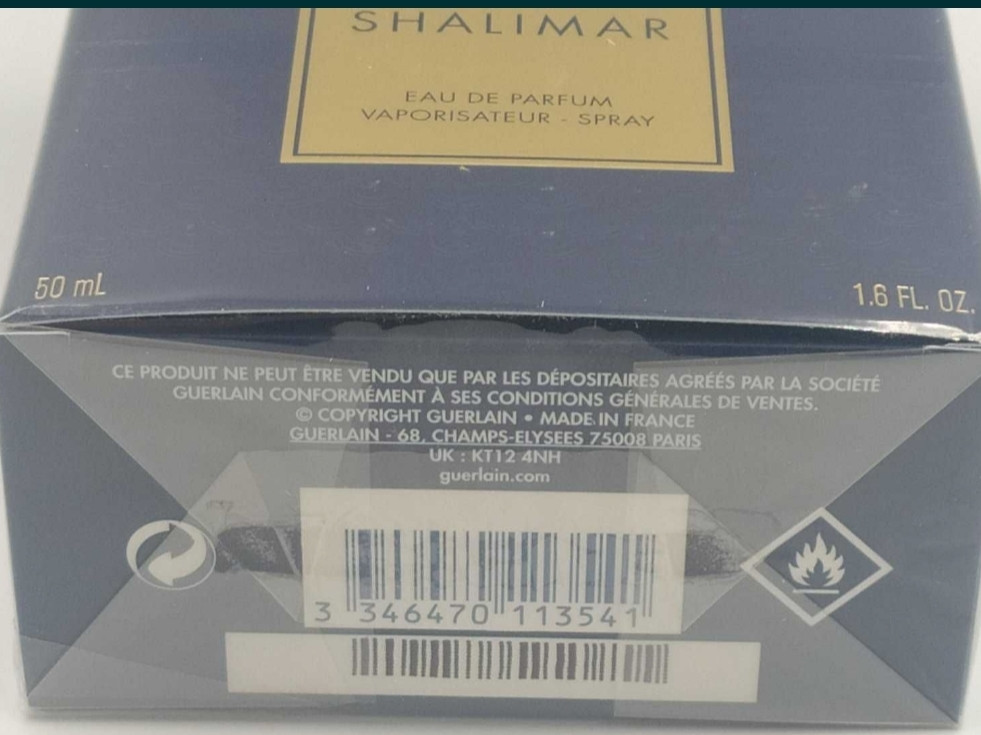 SHALIMAR
EAU DE PARFUM
VAPORISATEUR - SPRAY
50 mL
1.6 FL. OZ.
CE PRODUIT NE PEUT ÊTRE VENDU QUE PAR LES DÉPOSITAIRES AGRÉÉS PAR LA SOCIÉTÉ
GUERLAIN CONFORMÉMENT À SES CONDITIONS GÉNÉRALES DE VENTES.
© COPYRIGHT GUERLAIN • MADE IN FRANCE
GUERLAIN - 68, CHAMPS-ELYSEES 75008 PARIS
UK : KT12 4NH
guerlain.com
3 346470 113541